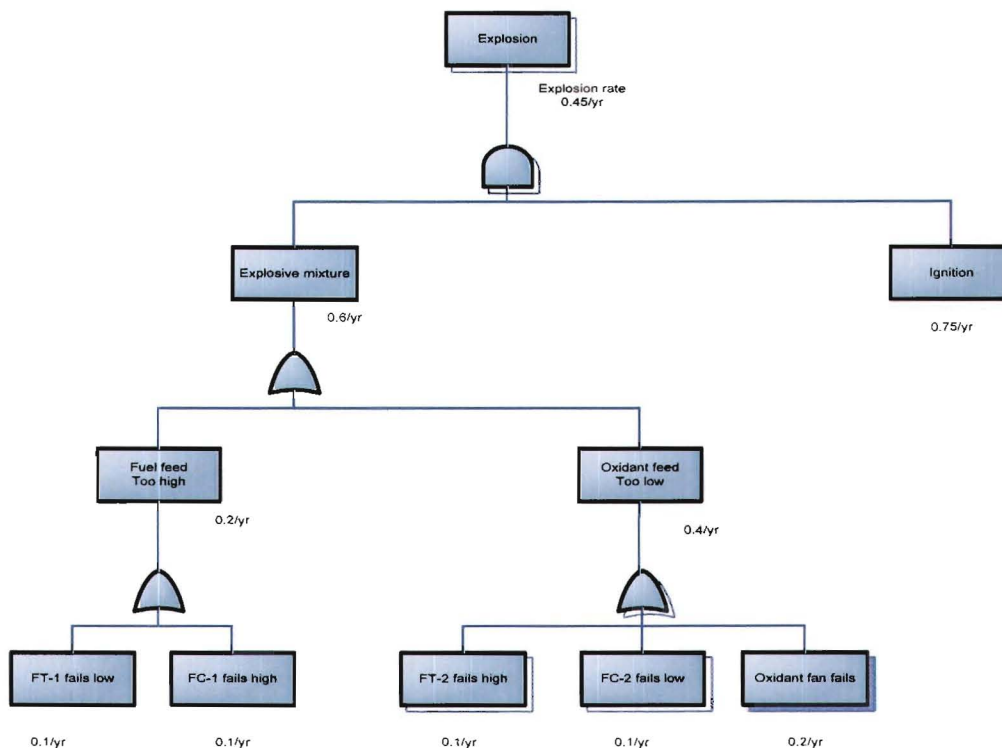 Explosion
Explosion rate
0.45/yr
Explosive mixture
Ignition
0.6/yr
0.75/yr
Fuel feed
Too high
Oxidant feed
Too low
0.2/yr
0.4/yr
FT-1 fails low
FC-1 fails high
FT-2 fails high
FC-2 fails low
Oxidant fan fails
0.1/yr
0.1/yr
0.1/yr
0.1/yr
0.2/yr